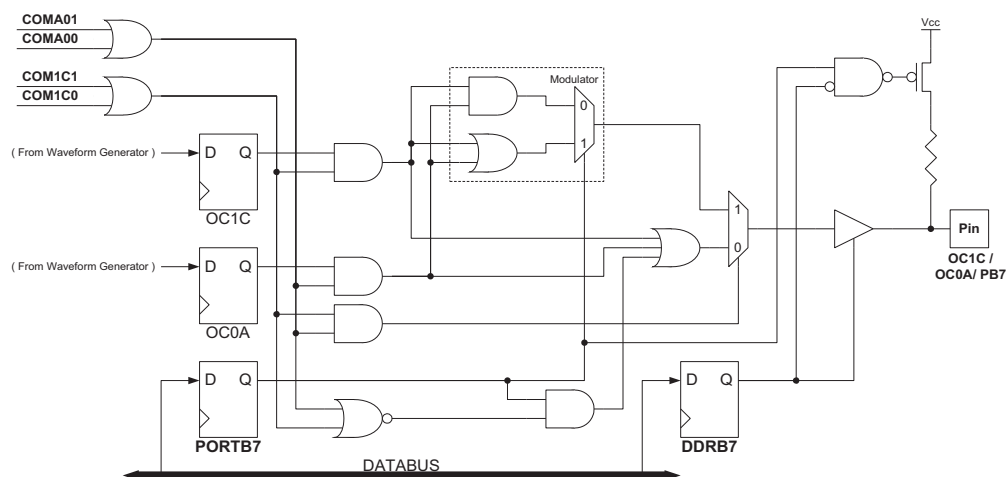 COMA01
COMA00
Vcc
COM1C1
COM1C0
Modulator
0
1
( From Waveform Generator )
D Q
OC1C
1
0
Pin
OC1C /
OC0A/ PB7
( From Waveform Generator )
D Q
OC0A
D Q
PORTB7
D Q
DDRB7
DATABUS